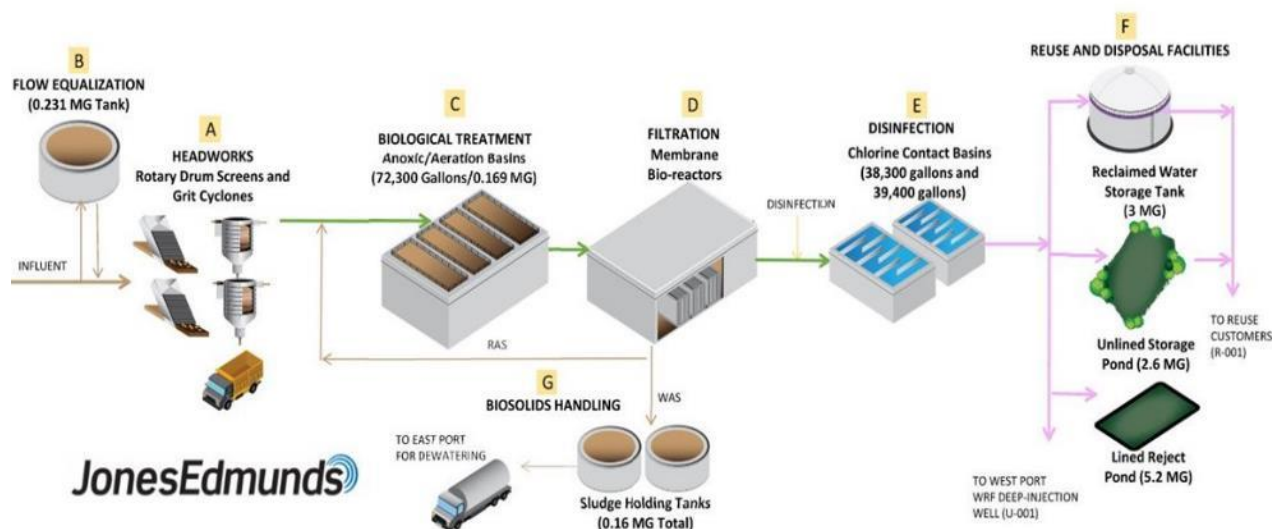 B
FLOW EQUALIZATION
(0.231 MG Tank)
A
HEADWORKS
Rotary Drum Screens and
Grit Cyclones
INFLUENT
C
BIOLOGICAL TREATMENT
Anoxic/Aeration Basins
(72,300 Gallons/0.169 MG)
RAS
D
FILTRATION
Membrane
Bio-reactors
WAS
DISINFECTION
E
DISINFECTION
Chlorine Contact Basins
(38,300 gallons and
39,400 gallons)
F
REUSE AND DISPOSAL FACILITIES
Reclaimed Water
Storage Tank
(3 MG)
Unlined Storage
Pond (2.6 MG)
TO REUSE
CUSTOMERS
(R-001)
Lined Reject
Pond (5.2 MG)
TO WEST PORT
WRF DEEP-INJECTION
WELL (U-001)
G
BIOSOLIDS HANDLING
TO EAST PORT
FOR DEWATERING
Sludge Holding Tanks
(0.16 MG Total)
JonesEdmunds